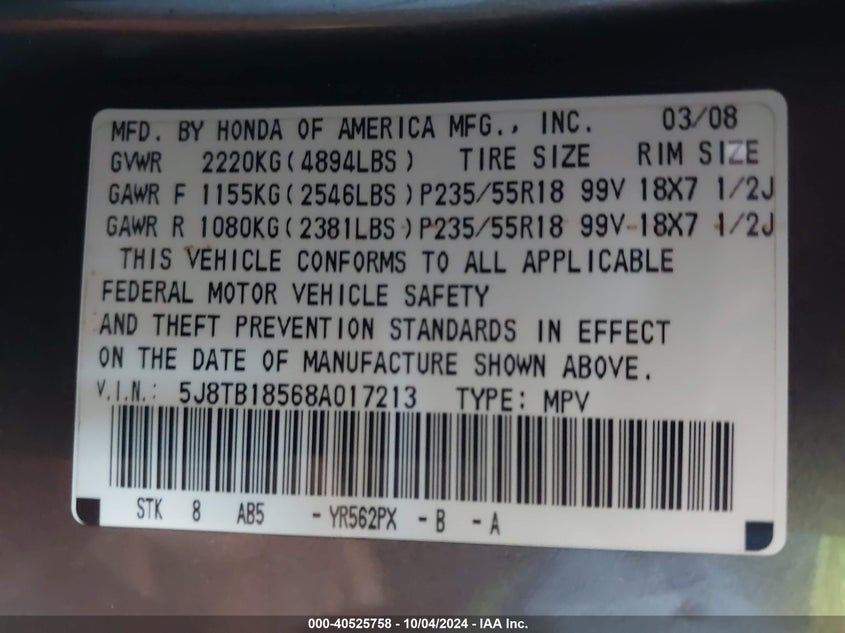 MFD. BY HONDA OF AMERICA MFG., INC. 03/08
GVWR 2220KG(4894LBS) TIRE SIZE RIM SIZE
GAWR F 1155KG(2546LBS)P235/55R18 99V 18X7 1/2J
GAWR R 1080KG(2381LBS)P235/55R18 99V 18X7 1/2J
THIS VEHICLE CONFORMS TO ALL APPLICABLE
FEDERAL MOTOR VEHICLE SAFETY
AND THEFT PREVENTION STANDARDS IN EFFECT
ON THE DATE OF MANUFACTURE SHOWN ABOVE.
V.I.N.: 5J8TB18568A017213 TYPE: MPV
STK 8 AB5 - YR562PX - B - A
000-40525758 - 10/04/2024 - IAA Inc.